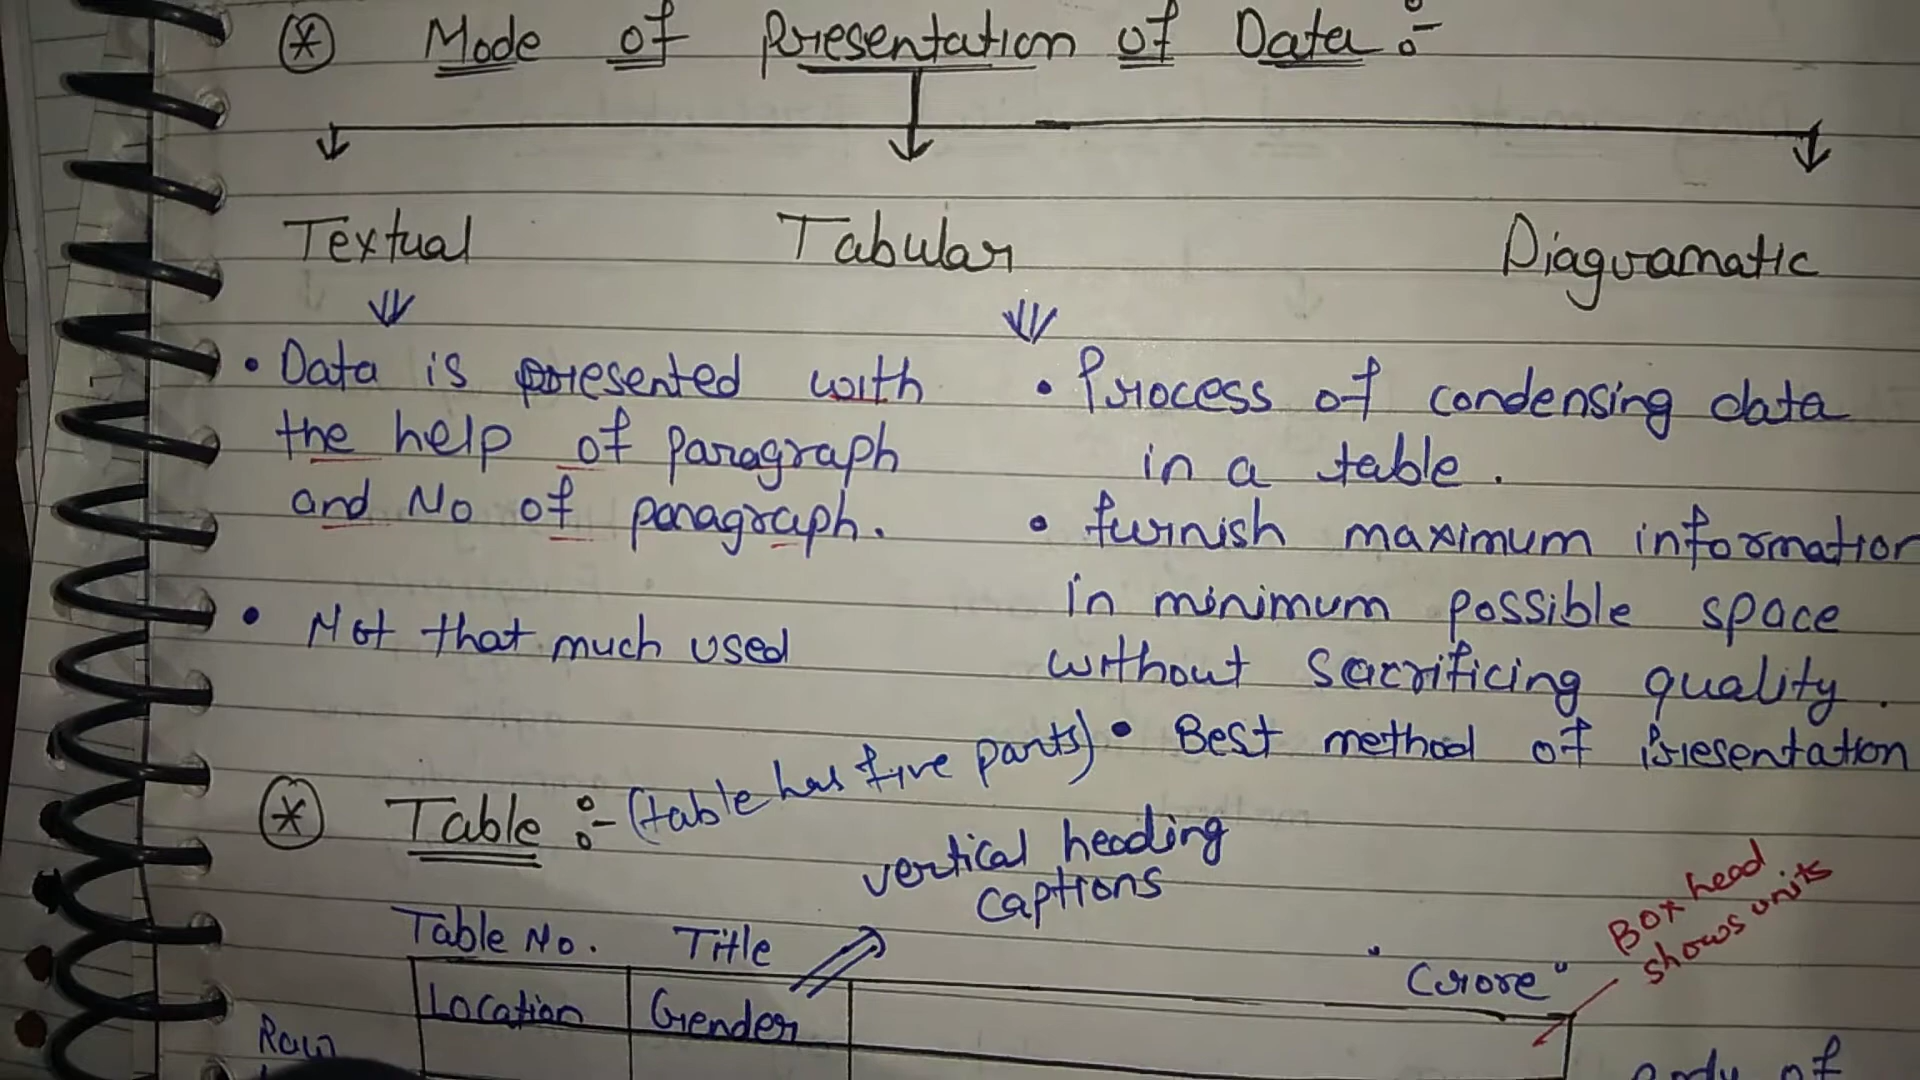 Mode of Presentation of Data :-
Textual
Tabular
Diagramatic
• Data is presented with
the help of paragraph
and No of paragraph.
• Not that much used
• Process of condensing data
in a table.
• furnish maximum information
in minimum possible space
without sacrificing quality.
• Best method of Presentation
Table :- (table has five parts)
vertical heading
captions
Box head
shows units
Table No. Title
"Crore"
Location Gender
Raw
of